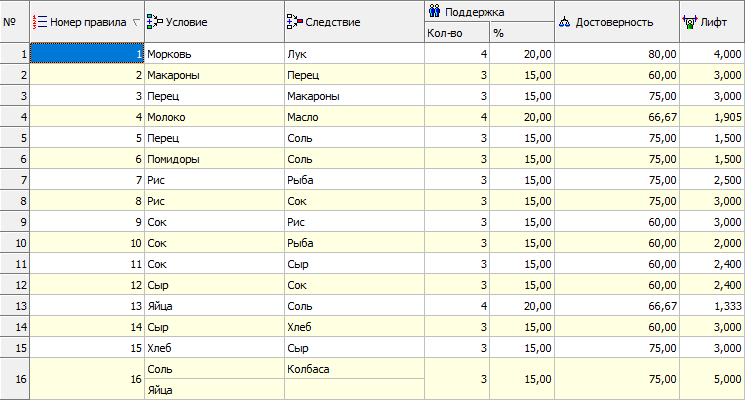 № Номер правила Условие Следствие Поддержка Достоверность Лифт
Кол-во %
1 1 Морковь Лук 4 20,00 80,00 4,000
2 2 Макароны Перец 3 15,00 60,00 3,000
3 3 Перец Макароны 3 15,00 75,00 3,000
4 4 Молоко Масло 4 20,00 66,67 1,905
5 5 Перец Соль 3 15,00 75,00 1,500
6 6 Помидоры Соль 3 15,00 75,00 1,500
7 7 Рис Рыба 3 15,00 75,00 2,500
8 8 Рис Сок 3 15,00 75,00 3,000
9 9 Сок Рис 3 15,00 60,00 3,000
10 10 Сок Рыба 3 15,00 60,00 2,000
11 11 Сок Сыр 3 15,00 60,00 2,400
12 12 Сыр Сок 3 15,00 60,00 2,400
13 13 Яйца Соль 4 20,00 66,67 1,333
14 14 Сыр Хлеб 3 15,00 60,00 3,000
15 15 Хлеб Сыр 3 15,00 75,00 3,000
16 16 Соль Колбаса 3 15,00 75,00 5,000
Яйца